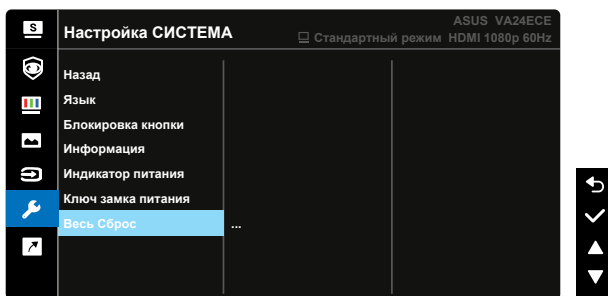 S
Настройка СИСТЕМА
ASUS VA24ECE
Стандартный режим HDMI 1080p 60Hz
Назад
Язык
Блокировка кнопки
Информация
Индикатор питания
Ключ замка питания
Весь Сброс ...